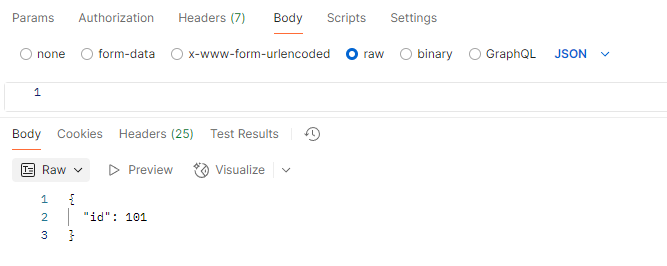 Params Authorization Headers (7) Body Scripts Settings
none form-data x-www-form-urlencoded raw binary GraphQL JSON
1
Body Cookies Headers (25) Test Results
Raw Preview Visualize
1 {
2 "id": 101
3 }